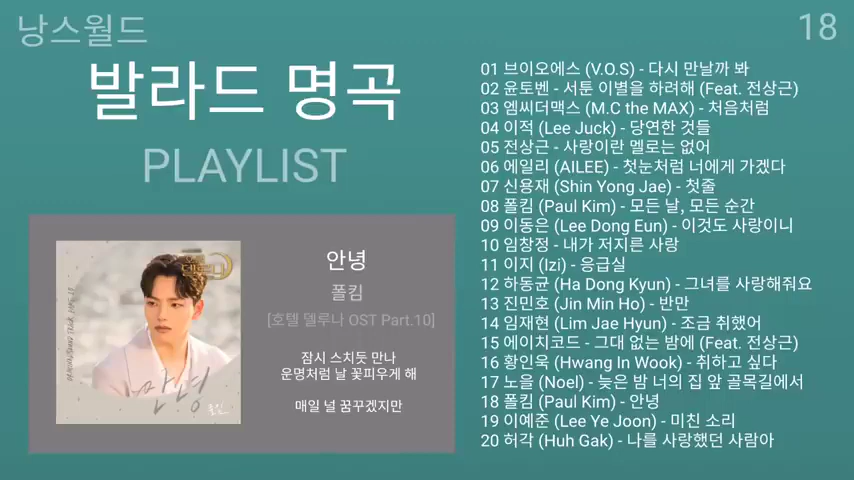 낭스월드
18
발라드 명곡
PLAYLIST
안녕
폴킴
[호텔 델루나 OST Part.10]
잠시 스치듯 만나
운명처럼 날 꽃피우게 해
매일 널 꿈꾸겠지만
델루나
안녕
폴킴
01 브이오에스 (V.O.S) - 다시 만날까 봐
02 윤토벤 - 서툰 이별을 하려해 (Feat. 전상근)
03 엠씨더맥스 (M.C the MAX) - 처음처럼
04 이적 (Lee Juck) - 당연한 것들
05 전상근 - 사랑이란 멜로는 없어
06 에일리 (AILEE) - 첫눈처럼 너에게 가겠다
07 신용재 (Shin Yong Jae) - 첫줄
08 폴킴 (Paul Kim) - 모든 날, 모든 순간
09 이동은 (Lee Dong Eun) - 이것도 사랑이니
10 임창정 - 내가 저지른 사랑
11 이지 (Izi) - 응급실
12 하동균 (Ha Dong Kyun) - 그녀를 사랑해줘요
13 진민호 (Jin Min Ho) - 반만
14 임재현 (Lim Jae Hyun) - 조금 취했어
15 에이치코드 - 그대 없는 밤에 (Feat. 전상근)
16 황인욱 (Hwang In Wook) - 취하고 싶다
17 노을 (Noel) - 늦은 밤 너의 집 앞 골목길에서
18 폴킴 (Paul Kim) - 안녕
19 이예준 (Lee Ye Joon) - 미친 소리
20 허각 (Huh Gak) - 나를 사랑했던 사람아